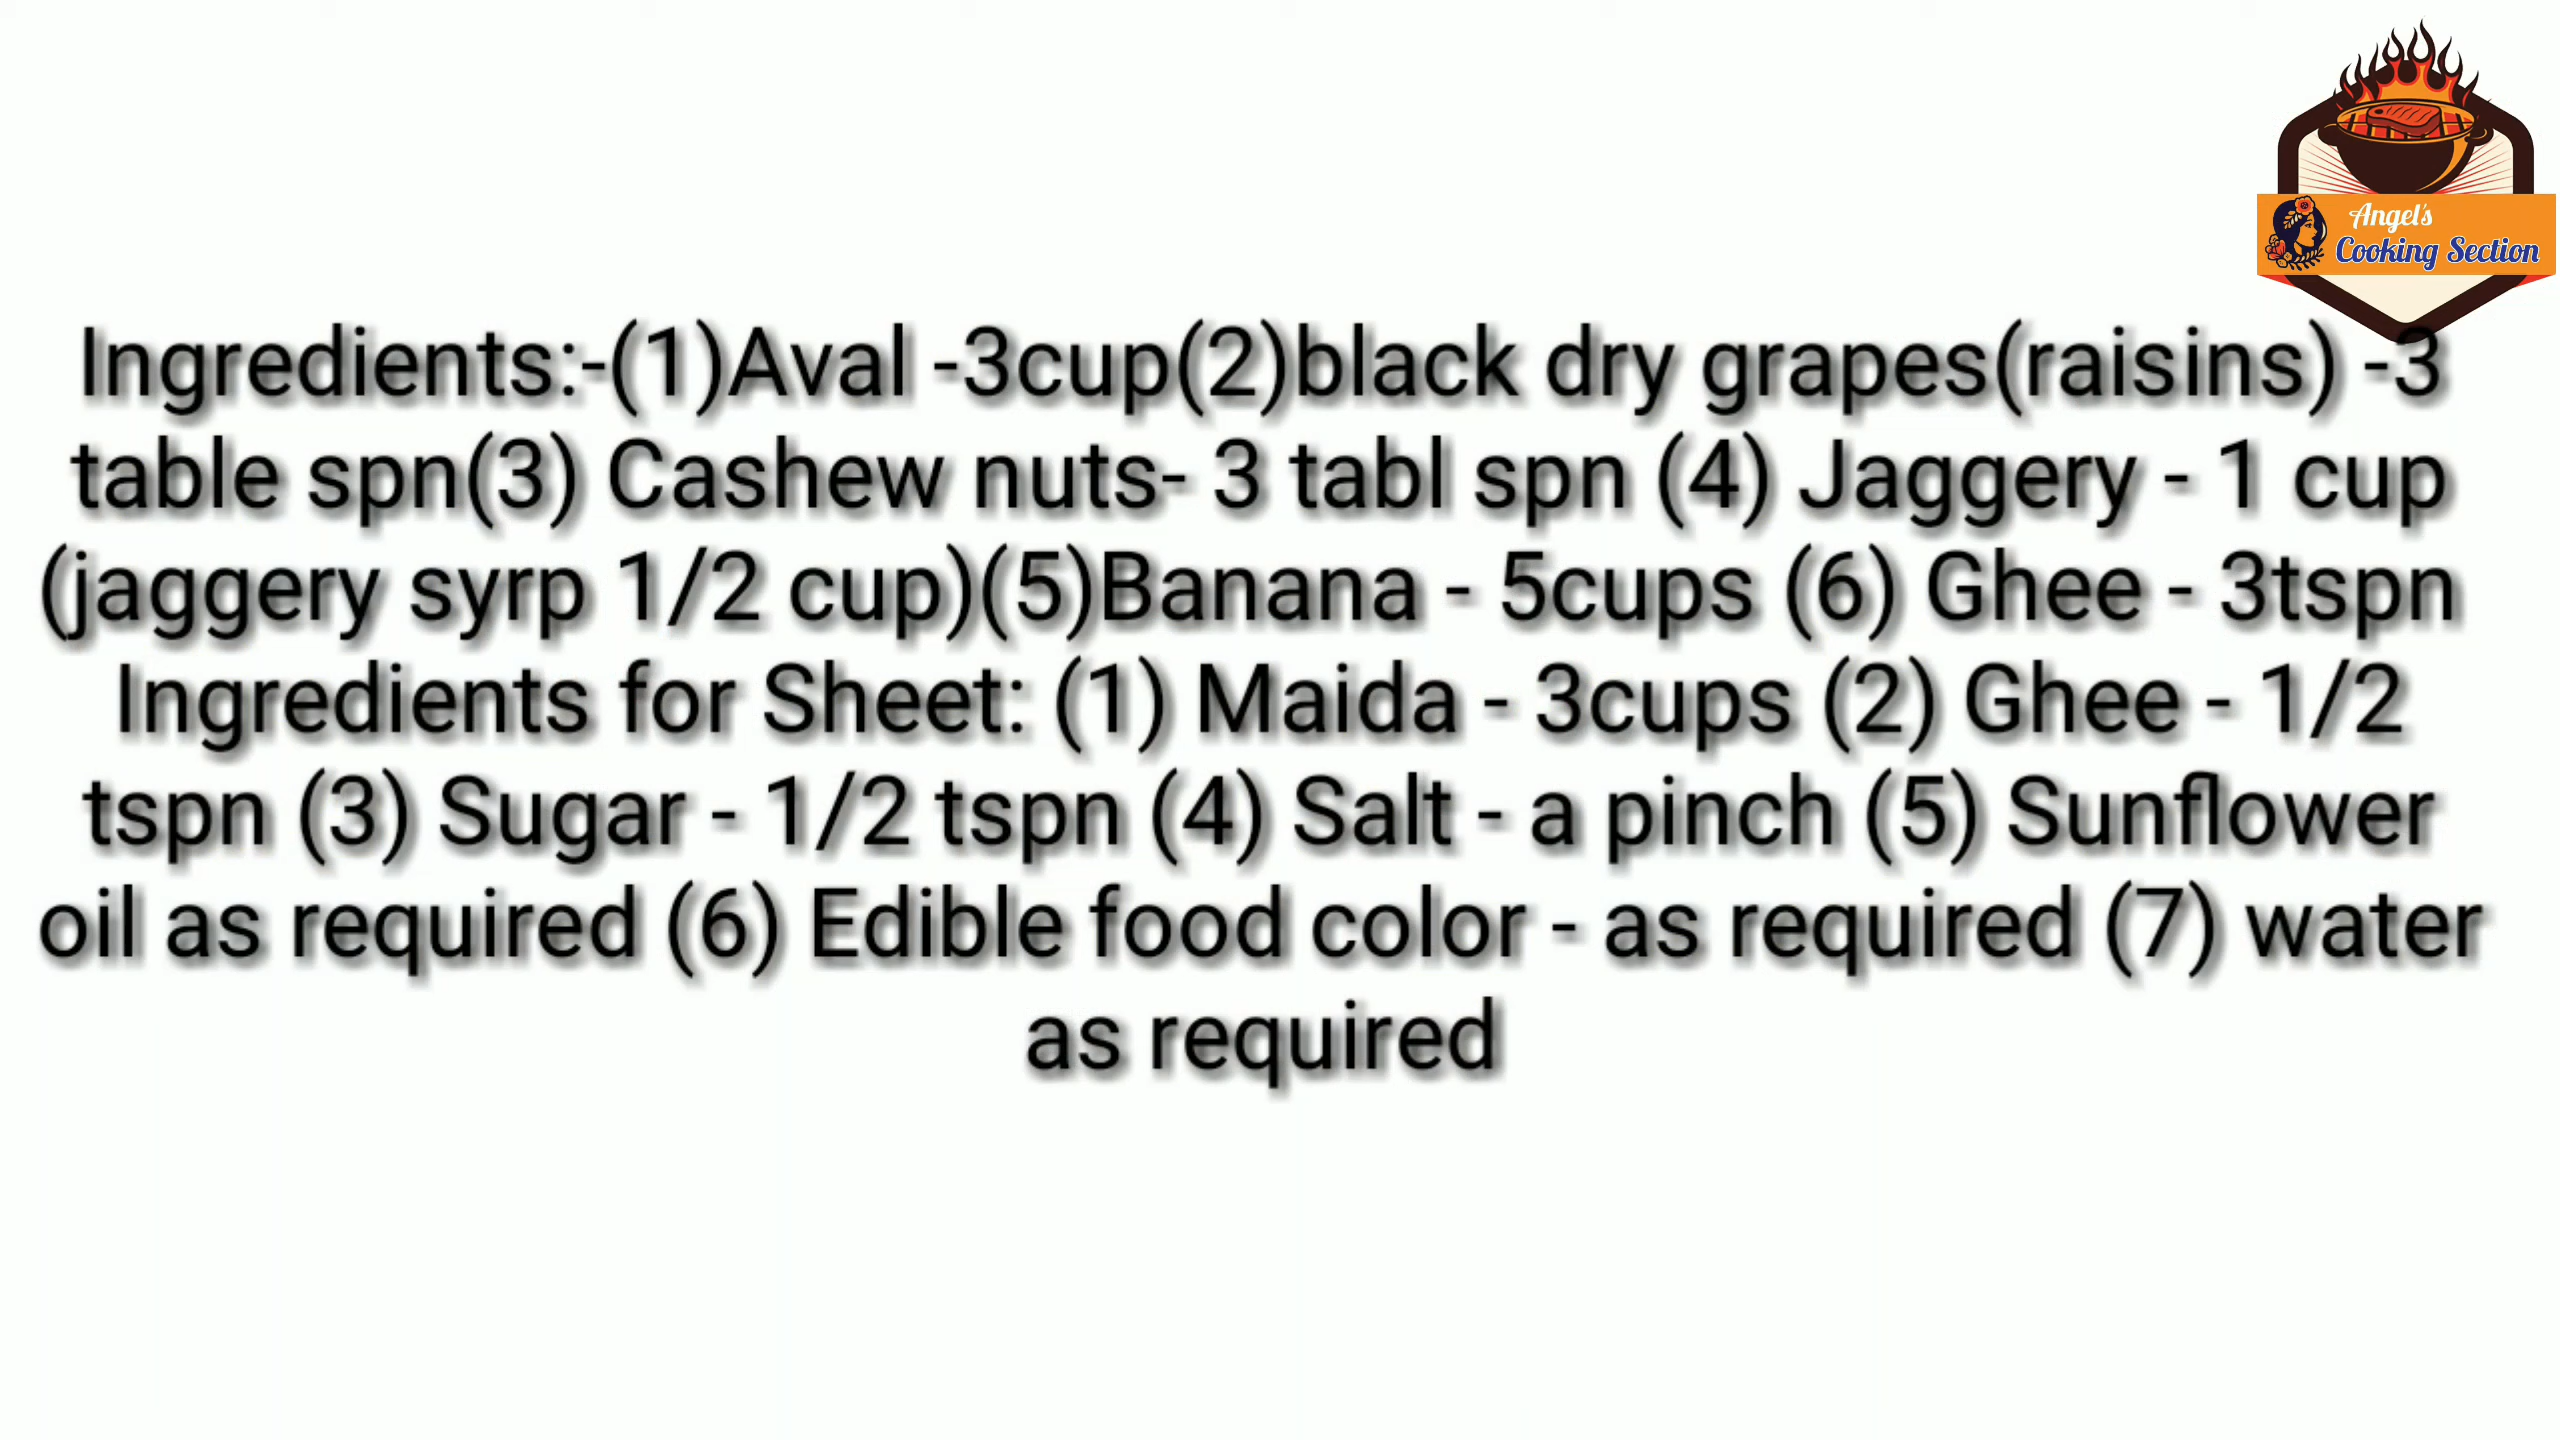 Angel's
Cooking Section
Ingredients:-(1)Aval -3cup(2)black dry grapes(raisins) -3
table spn(3) Cashew nuts- 3 tabl spn (4) Jaggery - 1 cup
(jaggery syrp 1/2 cup)(5)Banana - 5cups (6) Ghee - 3tspn
Ingredients for Sheet: (1) Maida - 3cups (2) Ghee - 1/2
tspn (3) Sugar - 1/2 tspn (4) Salt - a pinch (5) Sunflower
oil as required (6) Edible food color - as required (7) water
as required